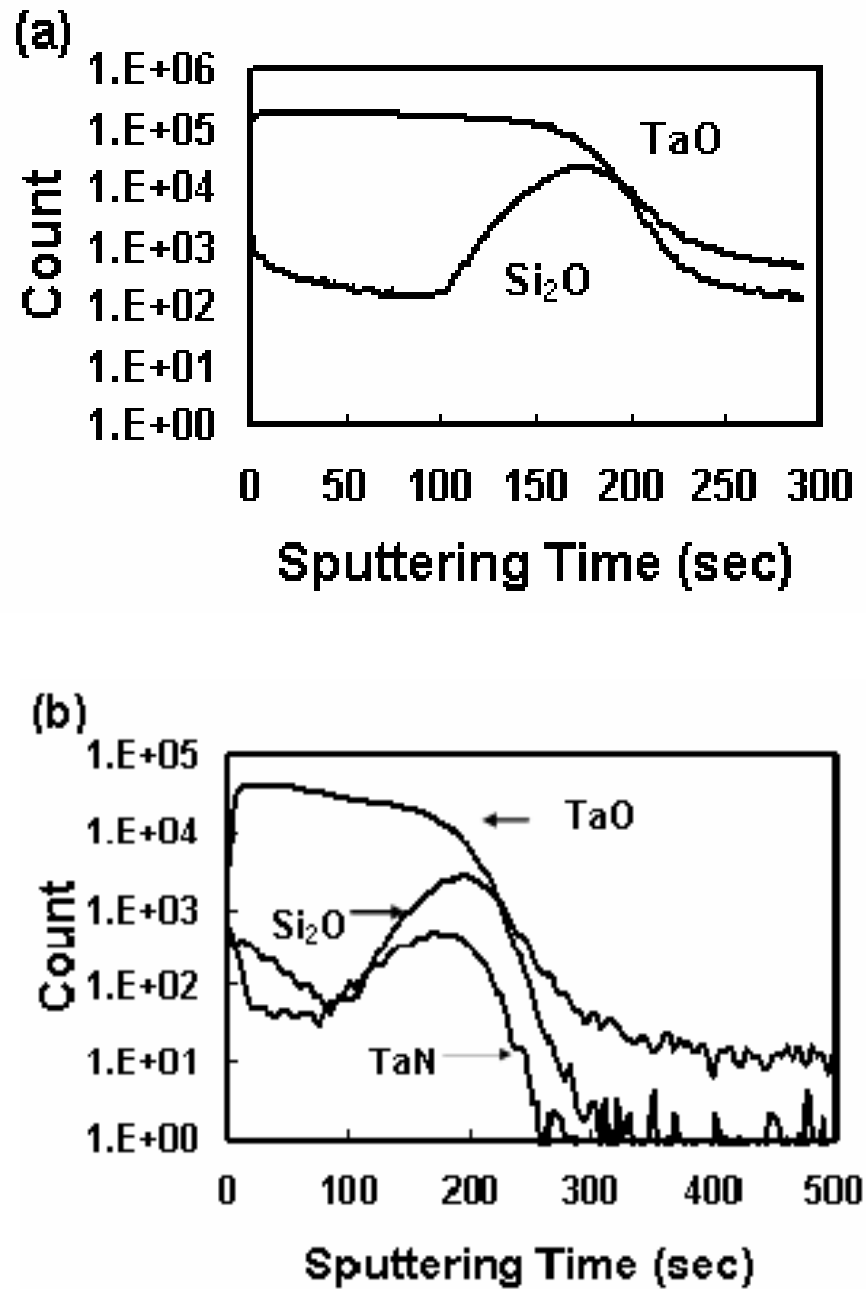 (a)
1.E+06
1.E+05
1.E+04
1.E+03
1.E+02
1.E+01
1.E+00
Count
TaO
Si₂O
0 50 100 150 200 250 300
Sputtering Time (sec)
(b)
1.E+05
1.E+04
1.E+03
1.E+02
1.E+01
1.E+00
Count
TaO
Si₂O
TaN
0 100 200 300 400 500
Sputtering Time (sec)